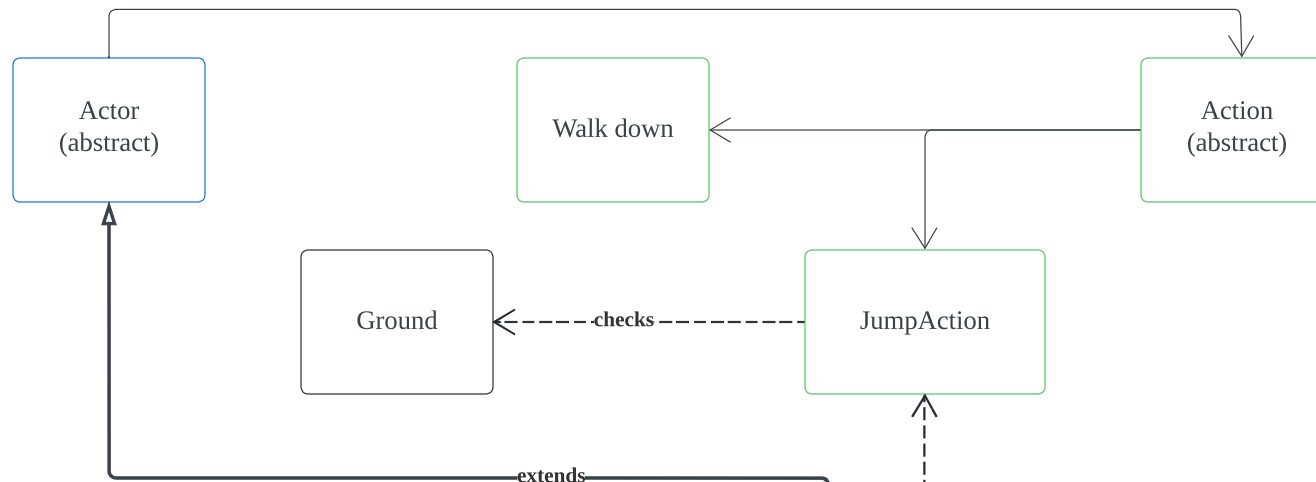 Actor
(abstract)
Walk down
Action
(abstract)
Ground
checks
JumpAction
extends